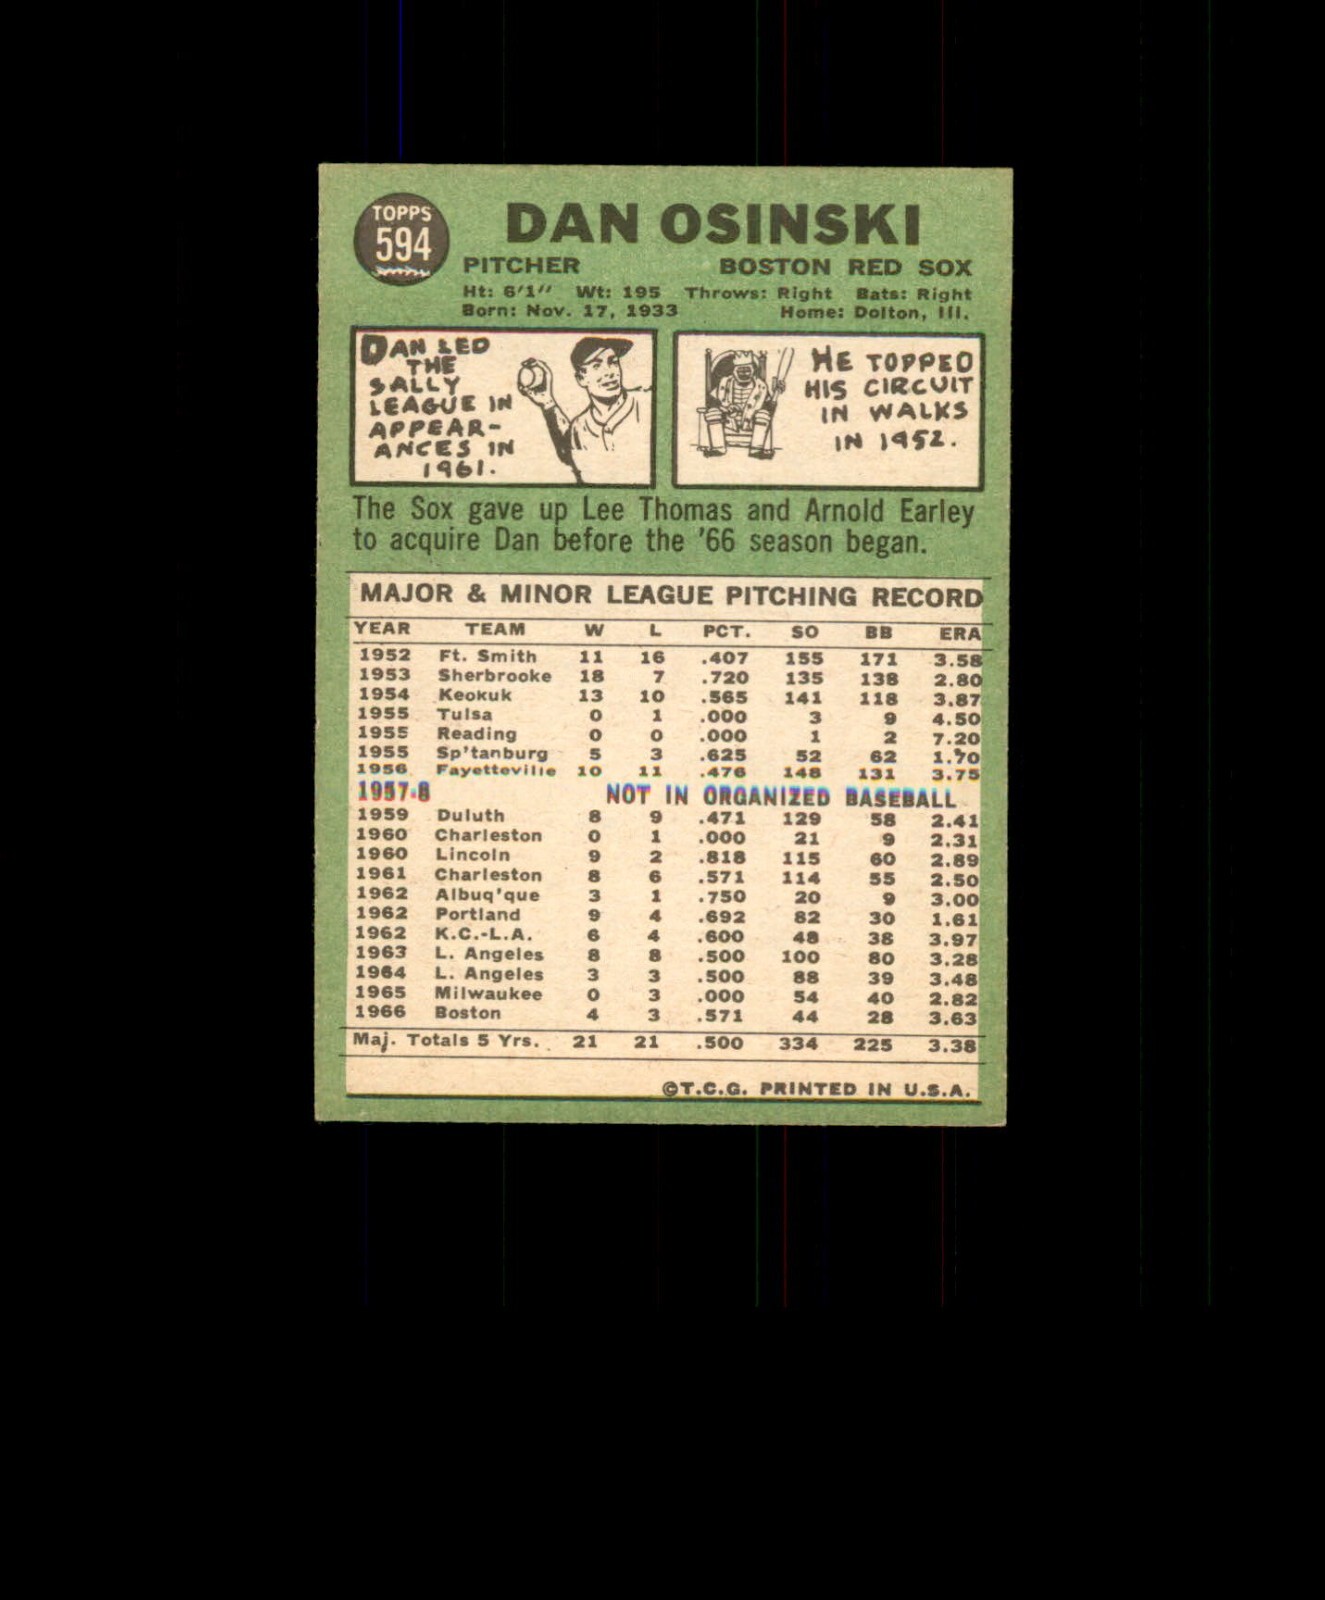 TOPPS
594
DAN OSINSKI
PITCHER BOSTON RED SOX
Ht: 6'1" Wt: 195 Throws: Right Bats: Right
Born: Nov. 17, 1933 Home: Dolton, Ill.
DAN LED
THE
SALLY
LEAGUE IN
APPEAR-
ANCES IN
1961.
HE TOPPED
HIS CIRCUIT
IN WALKS
IN 1952.
The Sox gave up Lee Thomas and Arnold Earley
to acquire Dan before the '66 season began.
MAJOR & MINOR LEAGUE PITCHING RECORD
YEAR TEAM W L PCT. SO BB ERA
1952 Ft. Smith 11 16 .407 155 171 3.58
1953 Sherbrooke 18 7 .720 135 138 2.80
1954 Keokuk 13 10 .565 141 118 3.87
1955 Tulsa 0 1 .000 3 9 4.50
1955 Reading 0 0 .000 1 2 7.20
1955 Sp'tanburg 5 3 .625 52 62 1.70
1956 Fayetteville 10 11 .476 148 131 3.75
1957-8 NOT IN ORGANIZED BASEBALL
1959 Duluth 8 9 .471 129 58 2.41
1960 Charleston 0 1 .000 21 9 2.31
1960 Lincoln 9 2 .818 115 60 2.89
1961 Charleston 8 6 .571 114 55 2.50
1962 Albuq'que 3 1 .750 20 9 3.00
1962 Portland 9 4 .692 82 30 1.61
1962 K.C.-L.A. 6 4 .600 48 38 3.97
1963 L. Angeles 8 8 .500 100 80 3.28
1964 L. Angeles 3 3 .500 88 39 3.48
1965 Milwaukee 0 3 .000 54 40 2.82
1966 Boston 4 3 .571 44 28 3.63
Maj. Totals 5 Yrs. 21 21 .500 334 225 3.38
©T.C.G. PRINTED IN U.S.A.